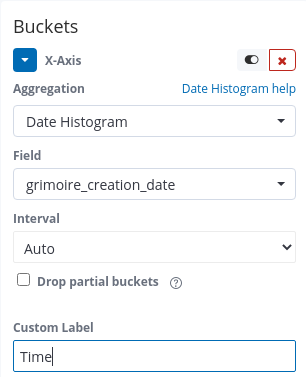 Buckets
X-Axis
Aggregation Date Histogram help
Date Histogram
Field
grimoire_creation_date
Interval
Auto
Drop partial buckets ?
Custom Label
Time